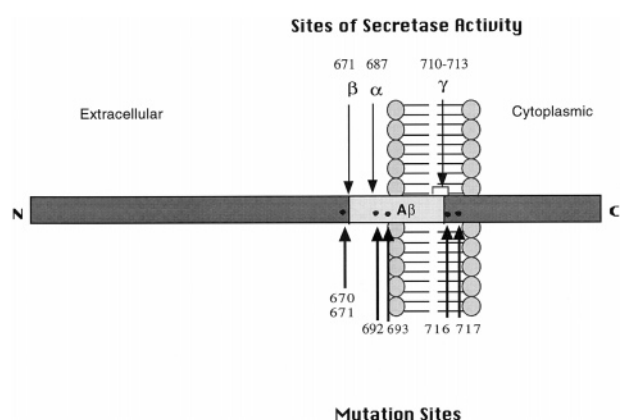 Sites of Secretase Activity
671 687 710-713
β α γ
Extracellular Cytoplasmic
N Aβ C
670
671
692 693 716 717
Mutation Sites